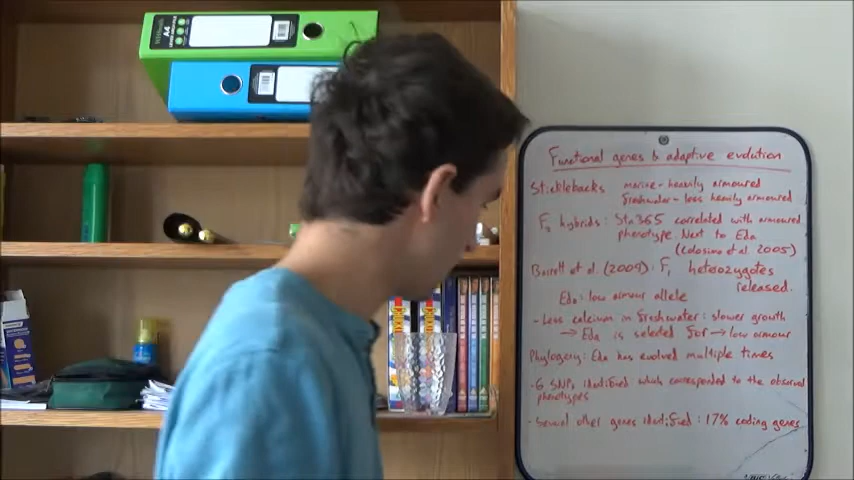 Functional genes & adaptive evolution
Sticklebacks marine - heavily armoured
freshwater - less heavily armoured
F2 hybrids: Stn365 correlated with armoured
phenotype. Next to Eda
(Colosimo et al. 2005)
Barrett et al. (2009): F1 heterozygotes
released.
Eda: low armour allele
- Less calcium in freshwater: slower growth
→ Eda is selected for → low armour
Phylogeny: Eda has evolved multiple times
- 6 SNPs identified which correspond to the observed
phenotypes
- Several other genes identified: 17% coding genes
A4